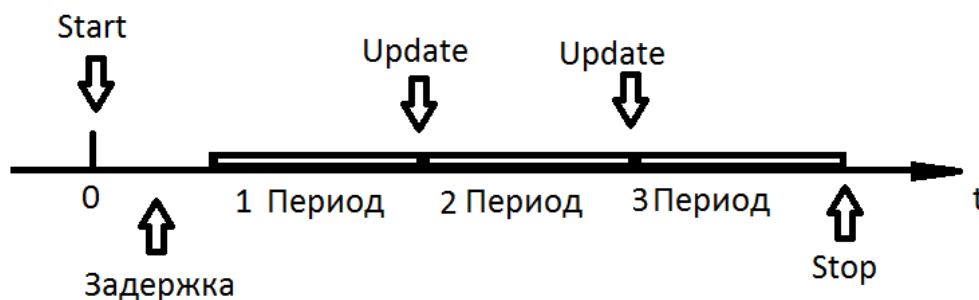 Start
Update
Update
0
1 Период
2 Период
3 Период
t
Задержка
Stop